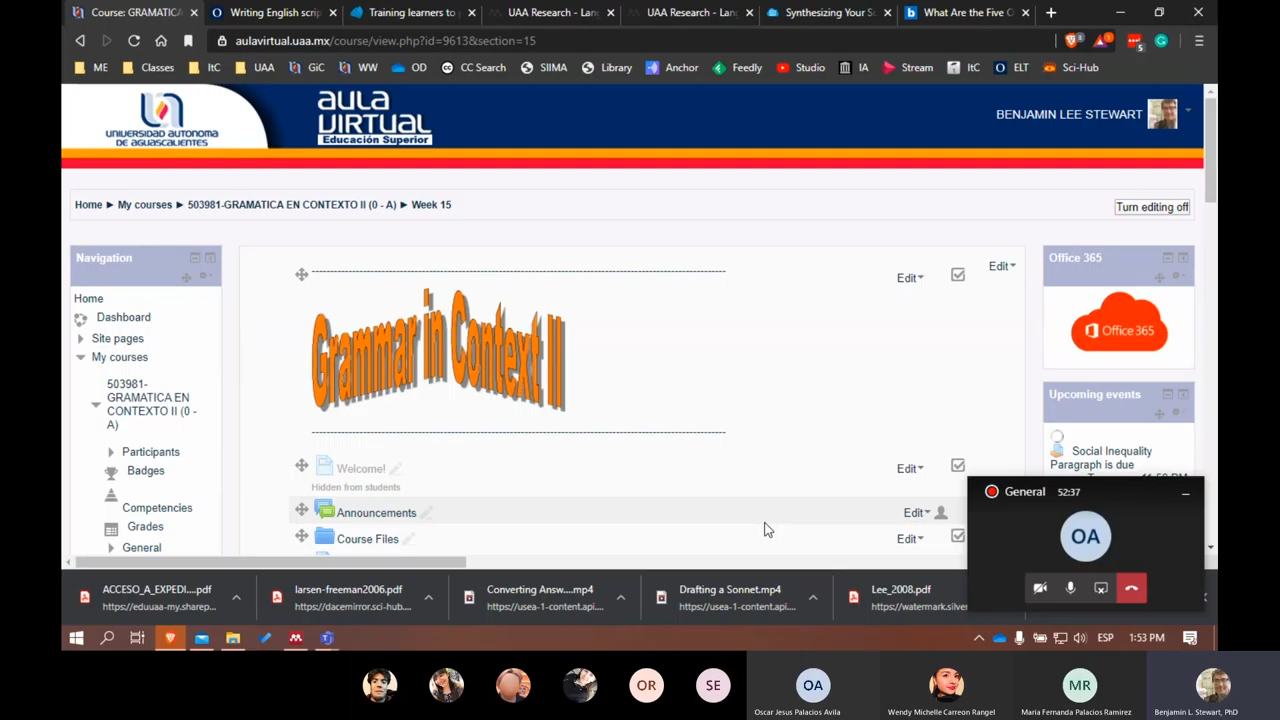 Course: GRAMATICA
Writing English scrip
Training learners to p
UAA Research - Lang
UAA Research - Lang
Synthesizing Your S
What Are the Five O
aulavirtual.uaa.mx/course/view.php?id=9613&section=15
ME
Classes
ItC
UAA
GiC
WW
OD
CC Search
SIIMA
Library
Anchor
Feedly
Studio
IA
Stream
ItC
ELT
Sci-Hub
UNIVERSIDAD AUTONOMA
DE AGUASCALIENTES
AULA
VIRTUAL
Educación Superior
BENJAMIN LEE STEWART
Home ► My courses ► 503981-GRAMATICA EN CONTEXTO II (0 - A) ► Week 15
Turn editing off
Navigation
Home
Dashboard
Site pages
My courses
503981-
GRAMATICA EN
CONTEXTO II (0 -
A)
Participants
Badges
Competencies
Grades
General
Edit
Edit
Grammar in Context II
Welcome!
Edit
Hidden from students
Announcements
Edit
Course Files
Edit
Office 365
Office 365
Upcoming events
Social Inequality
Paragraph is due
General 52:37
OA
ACCESO_A_EXPEDI....pdf
https://eduuaa-my.sharep...
larsen-freeman2006.pdf
https://dacemirror.sci-hub...
Converting Answ....mp4
https://usea-1-content.api....
Drafting a Sonnet.mp4
https://usea-1-content.api....
Lee_2008.pdf
https://watermark.silver
ESP
1:53 PM
OR
SE
OA
MR
Oscar Jesus Palacios Avila
Wendy Michelle Carreon Rangel
Maria Fernanda Palacios Ramirez
Benjamin L. Stewart, PhD